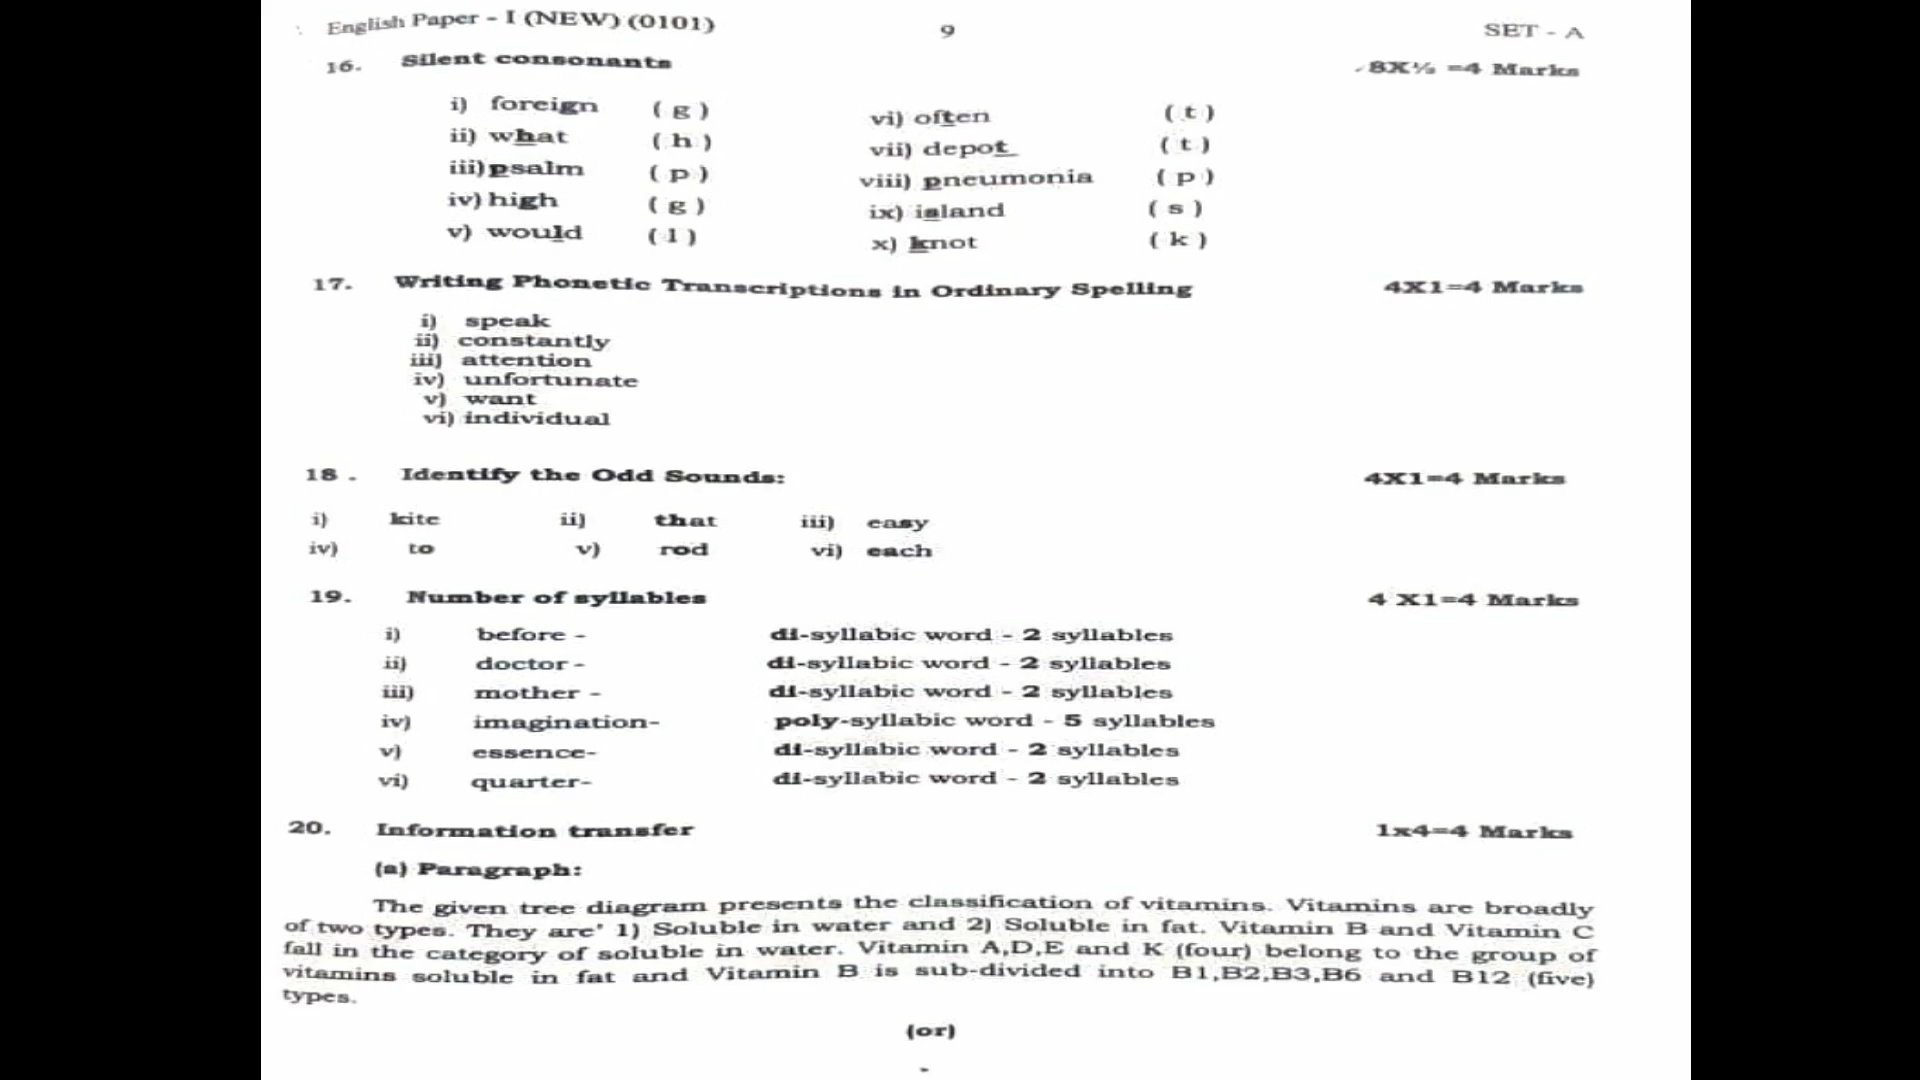 English Paper - I (NEW) (0101) 9 SET - A
16. Silent consonants 8X½ =4 Marks
i) foreign ( g ) vi) often ( t )
ii) what ( h ) vii) depot ( t )
iii) psalm ( p ) viii) pneumonia ( p )
iv) high ( g ) ix) island ( s )
v) would ( l ) x) knot ( k )
17. Writing Phonetic Transcriptions in Ordinary Spelling 4X1=4 Marks
i) speak
ii) constantly
iii) attention
iv) unfortunate
v) want
vi) individual
18 . Identify the Odd Sounds: 4X1=4 Marks
i) kite ii) that iii) easy
iv) to v) rod vi) each
19. Number of syllables 4 X1=4 Marks
i) before - di-syllabic word - 2 syllables
ii) doctor - di-syllabic word - 2 syllables
iii) mother - di-syllabic word - 2 syllables
iv) imagination- poly-syllabic word - 5 syllables
v) essence- di-syllabic word - 2 syllables
vi) quarter- di-syllabic word - 2 syllables
20. Information transfer 1x4=4 Marks
(a) Paragraph:
The given tree diagram presents the classification of vitamins. Vitamins are broadly
of two types. They are' 1) Soluble in water and 2) Soluble in fat. Vitamin B and Vitamin C
fall in the category of soluble in water. Vitamin A,D,E and K (four) belong to the group of
vitamins soluble in fat and Vitamin B is sub-divided into B1,B2,B3,B6 and B12 (five)
types.
(or)